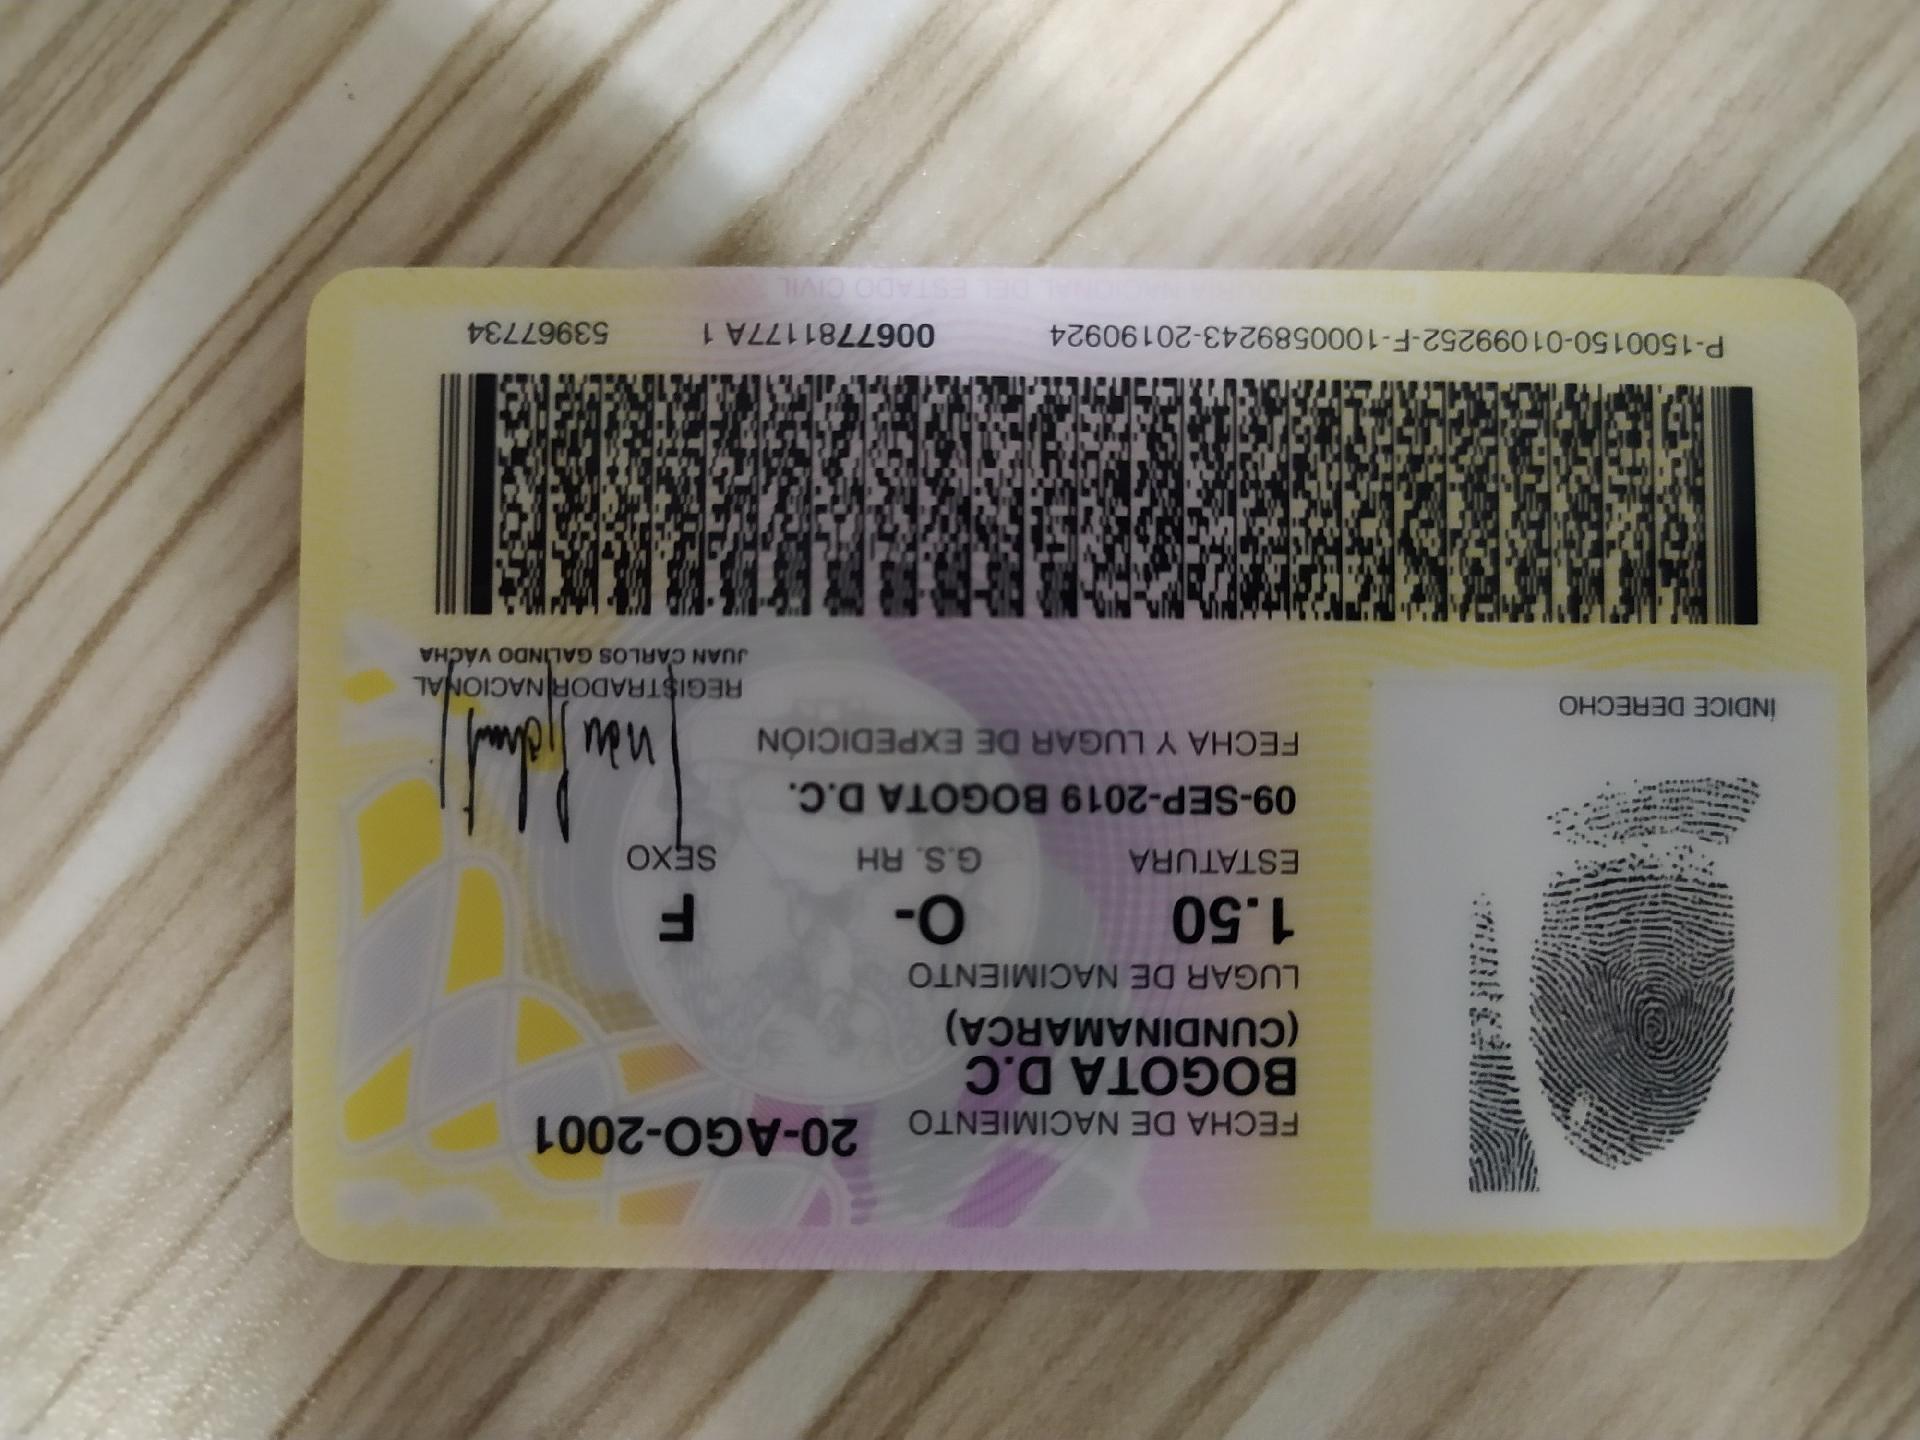 FECHA DE NACIMIENTO 20-AGO-2001
BOGOTA D.C
(CUNDINAMARCA)
LUGAR DE NACIMIENTO
1.50 O- F
ESTATURA G.S. RH SEXO
09-SEP-2019 BOGOTA D.C.
FECHA Y LUGAR DE EXPEDICIÓN
ÍNDICE DERECHO
REGISTRADOR NACIONAL
JUAN CARLOS GALINDO VÁCHA
P-1500150-01099252-F-1000589243-20190924 0067781177A 1 53967734
REGISTRADURIA NACIONAL DEL ESTADO CIVIL